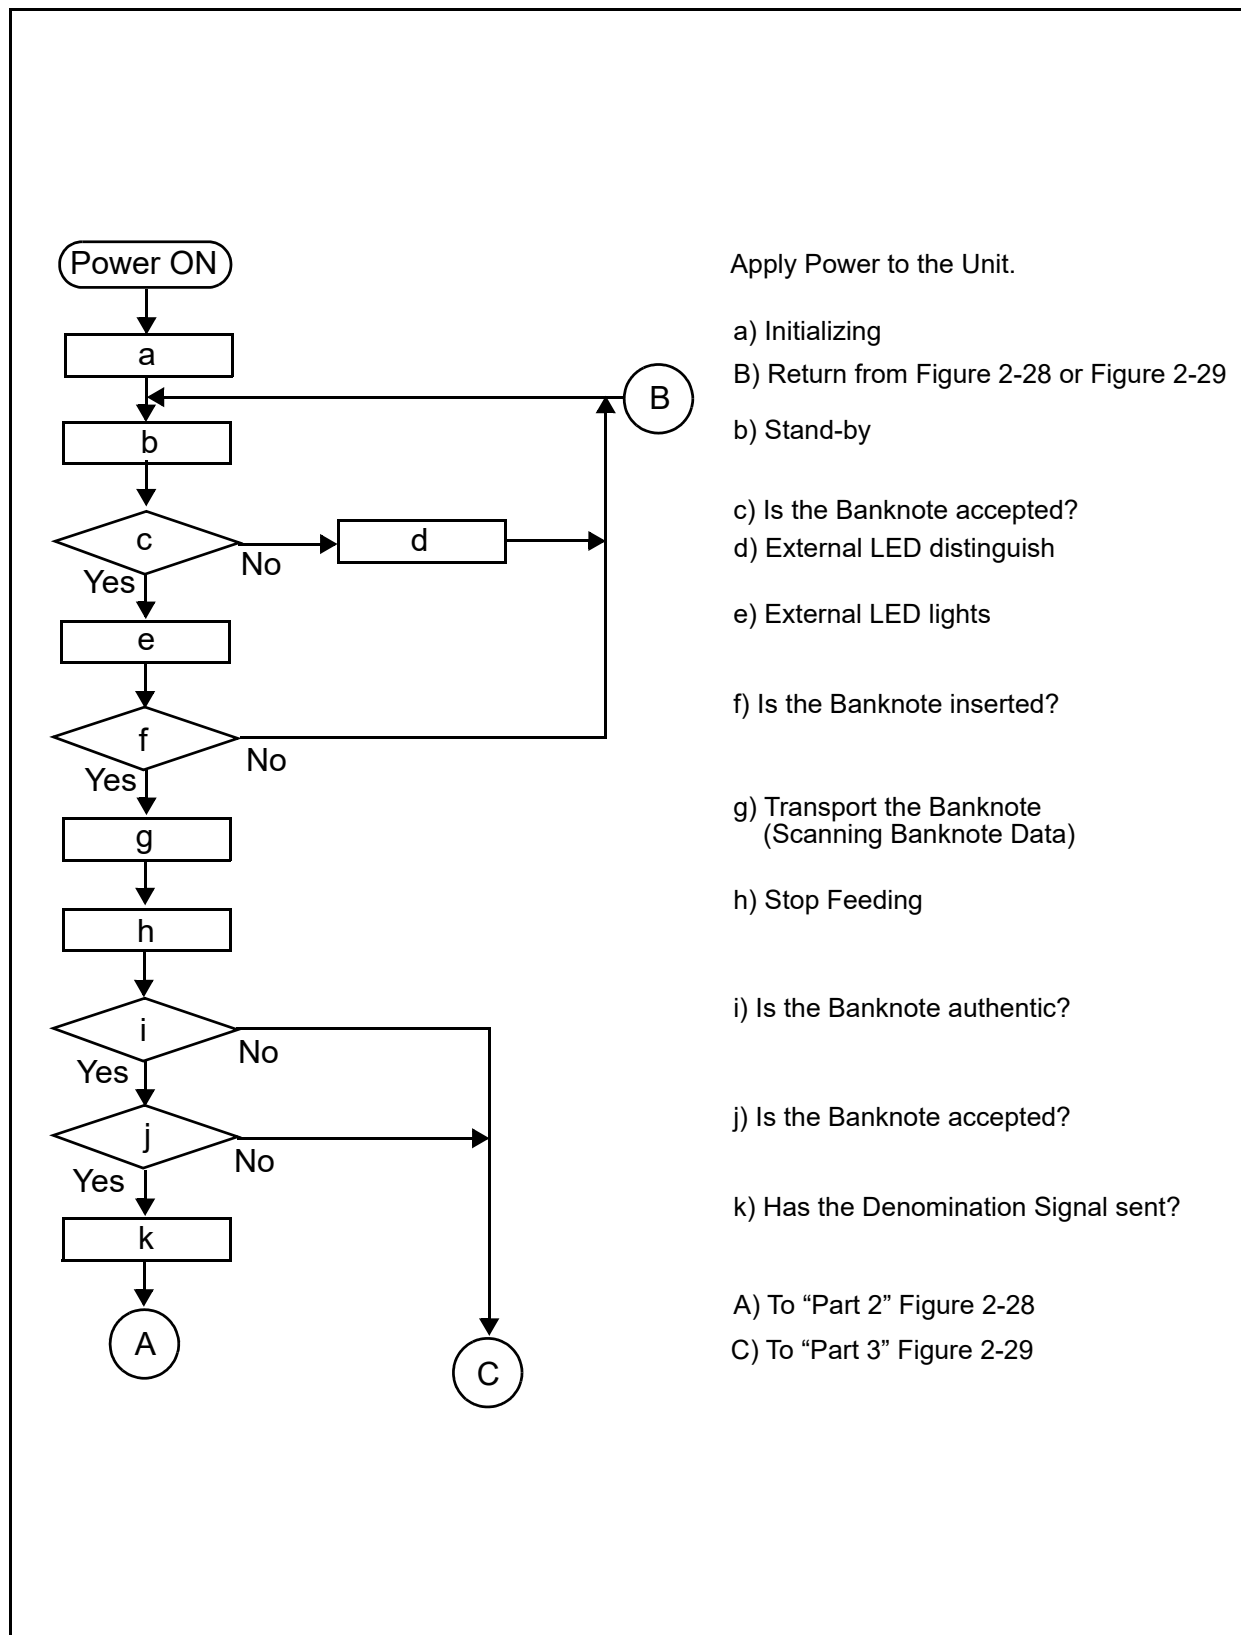 Power ON
Apply Power to the Unit.
a
a) Initializing
B
B) Return from Figure 2-28 or Figure 2-29
b
b) Stand-by
c
No
Yes
d
c) Is the Banknote accepted?
d) External LED distinguish
e
e) External LED lights
f
No
Yes
f) Is the Banknote inserted?
g
g) Transport the Banknote
(Scanning Banknote Data)
h
h) Stop Feeding
i
No
Yes
i) Is the Banknote authentic?
j
No
Yes
j) Is the Banknote accepted?
k
k) Has the Denomination Signal sent?
A
A) To “Part 2” Figure 2-28
C
C) To “Part 3” Figure 2-29